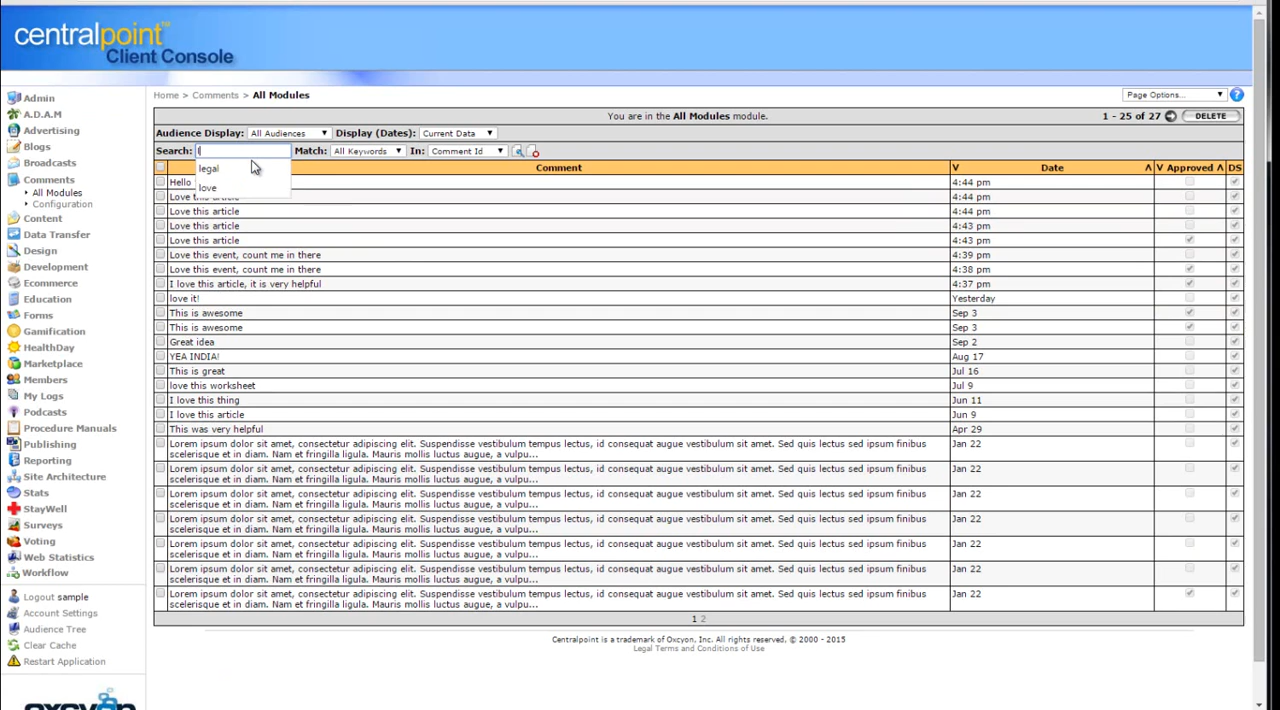 centralpoint™
Client Console
Admin
A.D.A.M
Advertising
Blogs
Broadcasts
Comments
All Modules
Configuration
Content
Data Transfer
Design
Development
Ecommerce
Education
Forms
Gamification
HealthDay
Marketplace
Members
My Logs
Podcasts
Procedure Manuals
Publishing
Reporting
Site Architecture
Stats
StayWell
Surveys
Voting
Web Statistics
Workflow
Logout sample
Account Settings
Audience Tree
Clear Cache
Restart Application
oxcyon
Home > Comments > All Modules
Page Options...
You are in the All Modules module.
1 - 25 of 27 DELETE
Audience Display: All Audiences Display (Dates): Current Data
Search: l Match: All Keywords In: Comment Id
legal
love
Comment V Date Λ V Approved Λ DS
Hello 4:44 pm
Love this article 4:44 pm
Love this article 4:44 pm
Love this article 4:43 pm
Love this article 4:43 pm
Love this event, count me in there 4:39 pm
Love this event, count me in there 4:38 pm
I love this article, it is very helpful 4:37 pm
love it! Yesterday
This is awesome Sep 3
This is awesome Sep 3
Great idea Sep 2
YEA INDIA! Aug 17
This is great Jul 16
love this worksheet Jul 9
I love this thing Jun 11
I love this article Jun 9
This was very helpful Apr 29
Lorem ipsum dolor sit amet, consectetur adipiscing elit. Suspendisse vestibulum tempus lectus, id consequat augue vestibulum sit amet. Sed quis lectus sed ipsum finibus Jan 22
scelerisque et in diam. Nam et fringilla ligula. Mauris mollis luctus augue, a vulpu...
Lorem ipsum dolor sit amet, consectetur adipiscing elit. Suspendisse vestibulum tempus lectus, id consequat augue vestibulum sit amet. Sed quis lectus sed ipsum finibus Jan 22
scelerisque et in diam. Nam et fringilla ligula. Mauris mollis luctus augue, a vulpu...
Lorem ipsum dolor sit amet, consectetur adipiscing elit. Suspendisse vestibulum tempus lectus, id consequat augue vestibulum sit amet. Sed quis lectus sed ipsum finibus Jan 22
scelerisque et in diam. Nam et fringilla ligula. Mauris mollis luctus augue, a vulpu...
Lorem ipsum dolor sit amet, consectetur adipiscing elit. Suspendisse vestibulum tempus lectus, id consequat augue vestibulum sit amet. Sed quis lectus sed ipsum finibus Jan 22
scelerisque et in diam. Nam et fringilla ligula. Mauris mollis luctus augue, a vulpu...
Lorem ipsum dolor sit amet, consectetur adipiscing elit. Suspendisse vestibulum tempus lectus, id consequat augue vestibulum sit amet. Sed quis lectus sed ipsum finibus Jan 22
scelerisque et in diam. Nam et fringilla ligula. Mauris mollis luctus augue, a vulpu...
Lorem ipsum dolor sit amet, consectetur adipiscing elit. Suspendisse vestibulum tempus lectus, id consequat augue vestibulum sit amet. Sed quis lectus sed ipsum finibus Jan 22
scelerisque et in diam. Nam et fringilla ligula. Mauris mollis luctus augue, a vulpu...
Lorem ipsum dolor sit amet, consectetur adipiscing elit. Suspendisse vestibulum tempus lectus, id consequat augue vestibulum sit amet. Sed quis lectus sed ipsum finibus Jan 22
scelerisque et in diam. Nam et fringilla ligula. Mauris mollis luctus augue, a vulpu...
1 2
Centralpoint is a trademark of Oxcyon, Inc. All rights reserved. © 2000 - 2015
Legal Terms and Conditions of Use